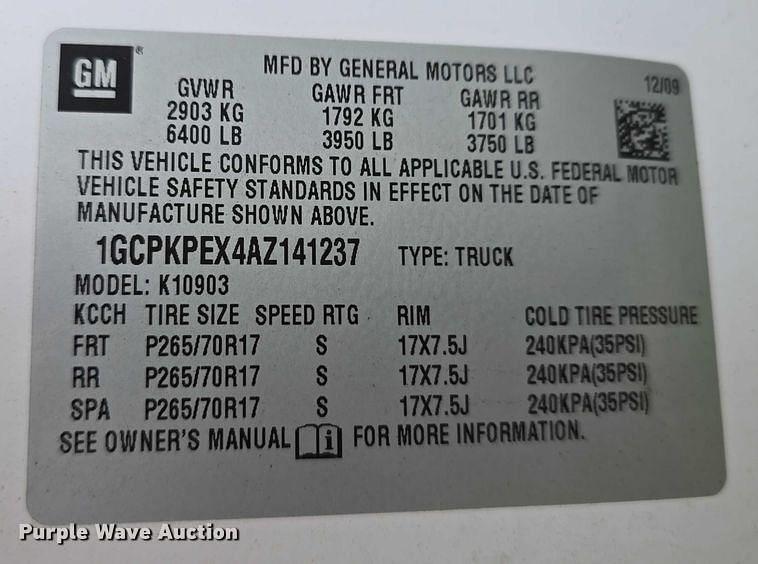 GM ®
MFD BY GENERAL MOTORS LLC
12/09
GVWR GAWR FRT GAWR RR
2903 KG 1792 KG 1701 KG
6400 LB 3950 LB 3750 LB
THIS VEHICLE CONFORMS TO ALL APPLICABLE U.S. FEDERAL MOTOR
VEHICLE SAFETY STANDARDS IN EFFECT ON THE DATE OF
MANUFACTURE SHOWN ABOVE.
1GCPKPEX4AZ141237 TYPE: TRUCK
MODEL: K10903
KCCH TIRE SIZE SPEED RTG RIM COLD TIRE PRESSURE
FRT P265/70R17 S 17X7.5J 240KPA(35PSI)
RR P265/70R17 S 17X7.5J 240KPA(35PSI)
SPA P265/70R17 S 17X7.5J 240KPA(35PSI)
SEE OWNER'S MANUAL i FOR MORE INFORMATION.
Purple Wave Auction